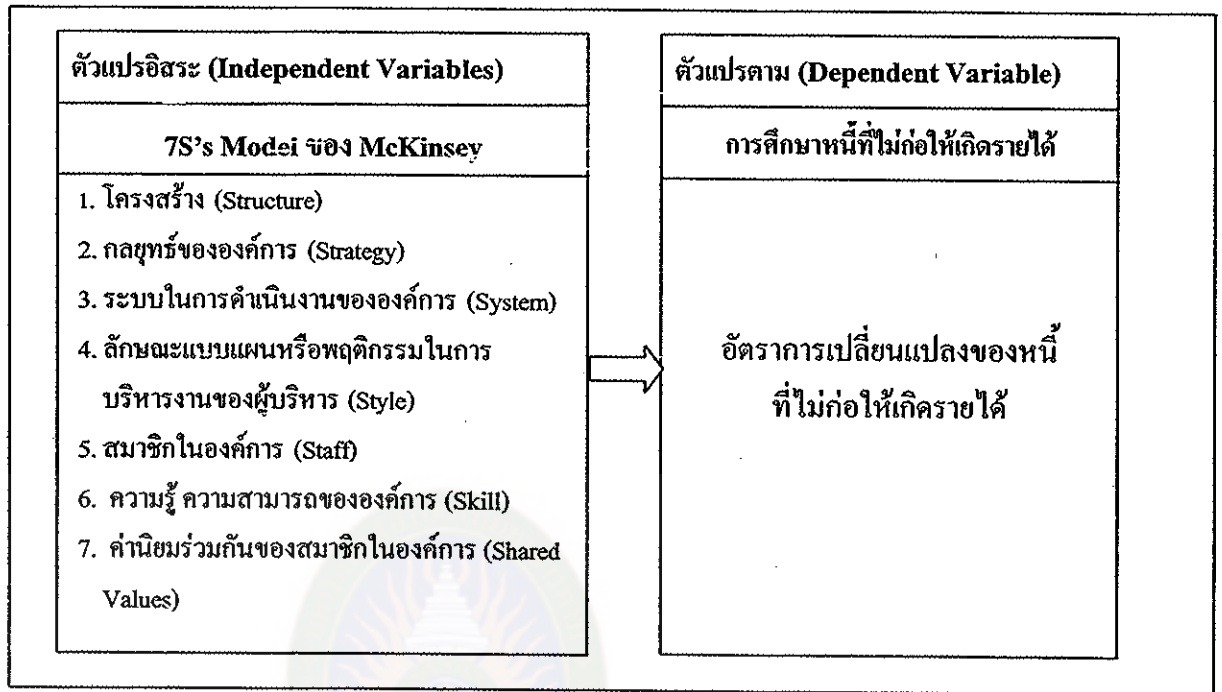 ตัวแปรอิสระ (Independent Variables)
7S's Model ของ McKinsey
1. โครงสร้าง (Structure)
2. กลยุทธ์ขององค์การ (Strategy)
3. ระบบในการดำเนินงานขององค์การ (System)
4. ลักษณะแบบแผนหรือพฤติกรรมในการ
บริหารงานของผู้บริหาร (Style)
5. สมาชิกในองค์การ (Staff)
6. ความรู้ ความสามารถขององค์การ (Skill)
7. ค่านิยมร่วมกันของสมาชิกในองค์การ (Shared
Values)
ตัวแปรตาม (Dependent Variable)
การศึกษาหนี้ที่ไม่ก่อให้เกิดรายได้
อัตราการเปลี่ยนแปลงของหนี้
ที่ไม่ก่อให้เกิดรายได้